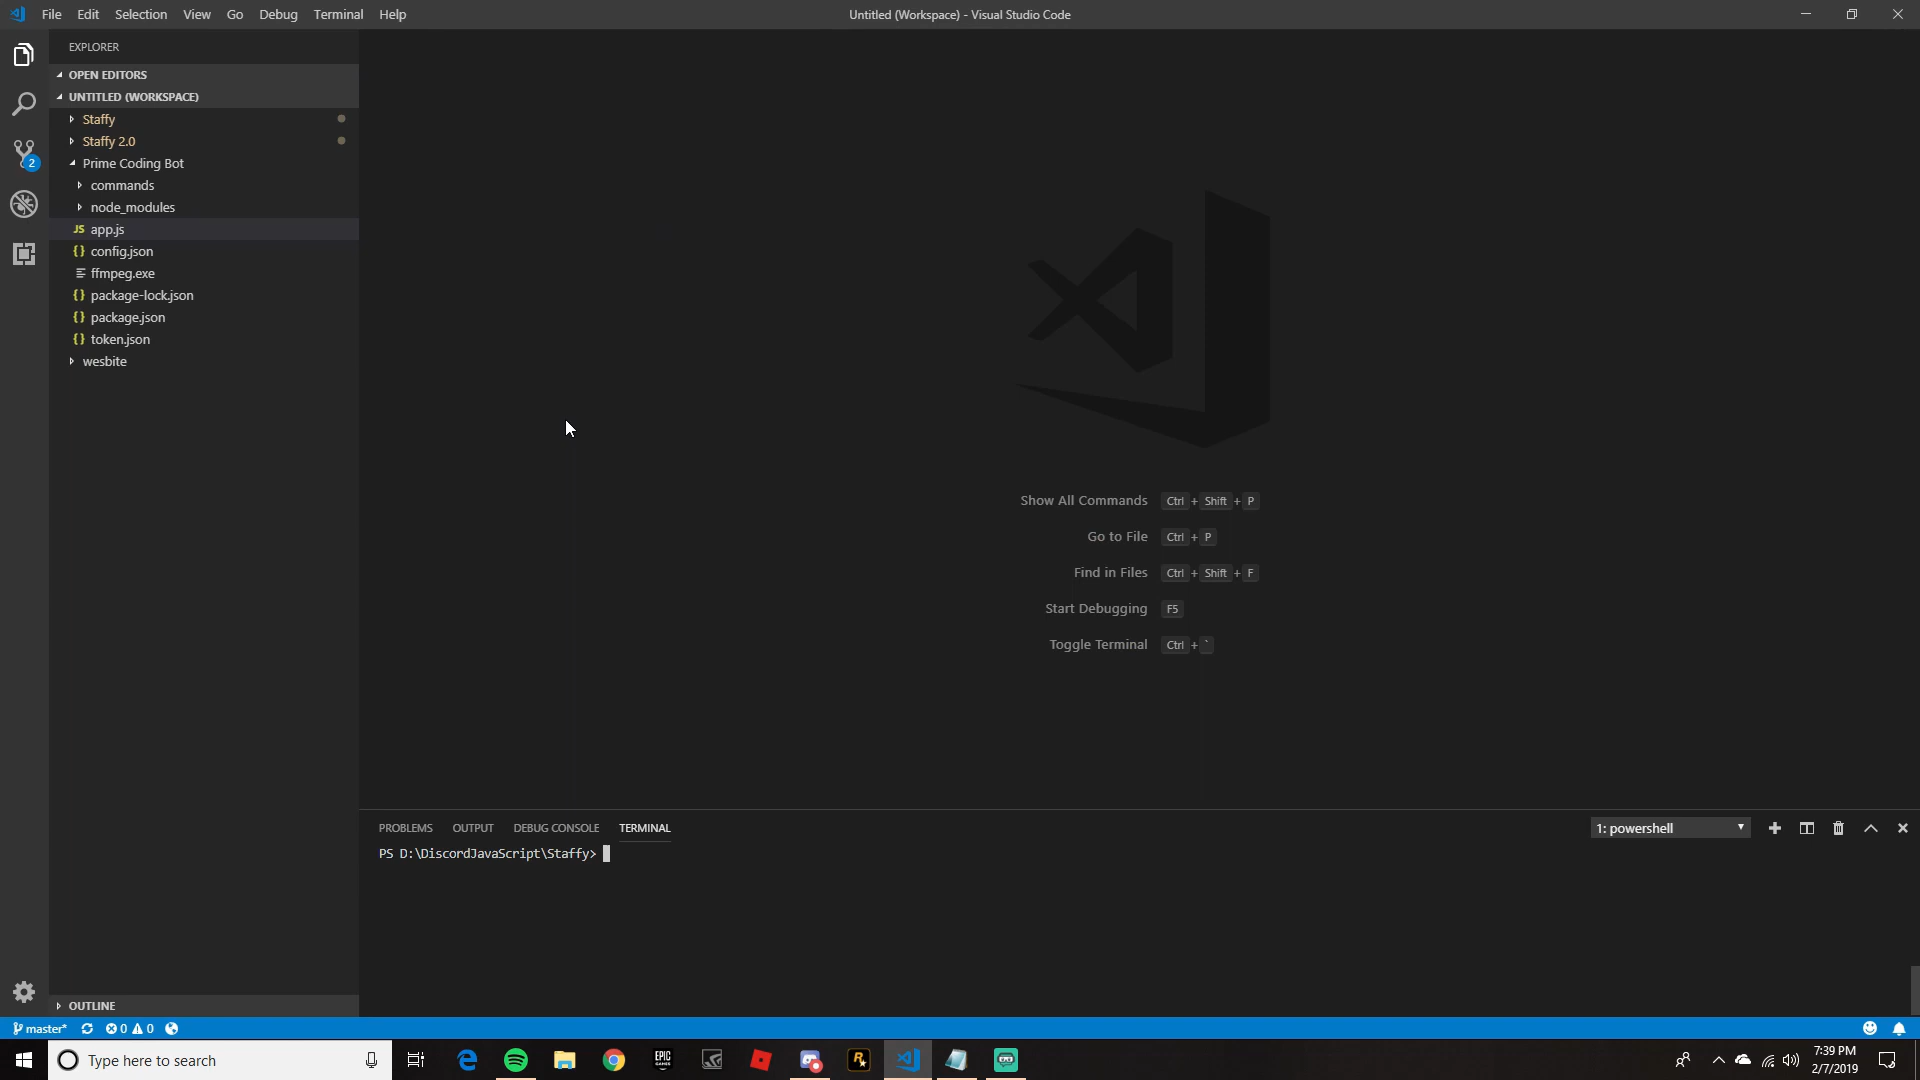 File Edit Selection View Go Debug Terminal Help
Untitled (Workspace) - Visual Studio Code
EXPLORER
OPEN EDITORS
UNTITLED (WORKSPACE)
Staffy
Staffy 2.0
2
Prime Coding Bot
commands
node_modules
JS app.js
{} config.json
ffmpeg.exe
{} package-lock.json
{} package.json
{} token.json
wesbite
Show All Commands Ctrl + Shift + P
Go to File Ctrl + P
Find in Files Ctrl + Shift + F
Start Debugging F5
Toggle Terminal Ctrl + `
PROBLEMS OUTPUT DEBUG CONSOLE TERMINAL
1: powershell
PS D:\DiscordJavaScript\Staffy>
OUTLINE
master* 0 0
Type here to search
EPIC GAMES
R
7:39 PM
2/7/2019